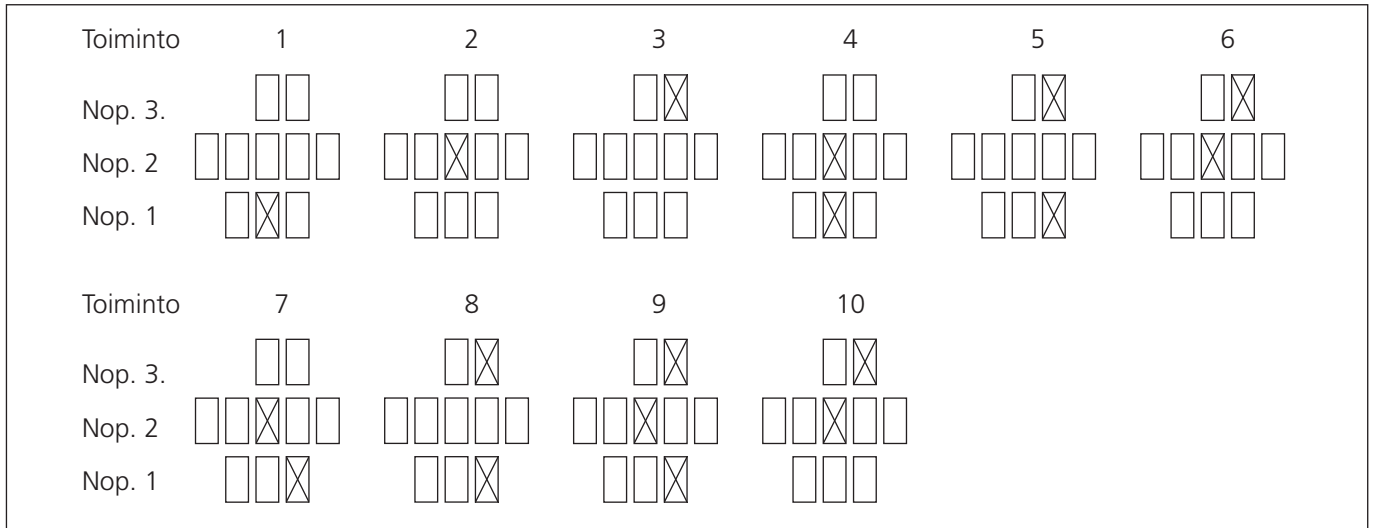 Toiminto 1 2 3 4 5 6
Nop. 3.
Nop. 2
Nop. 1
Toiminto 7 8 9 10
Nop. 3.
Nop. 2
Nop. 1